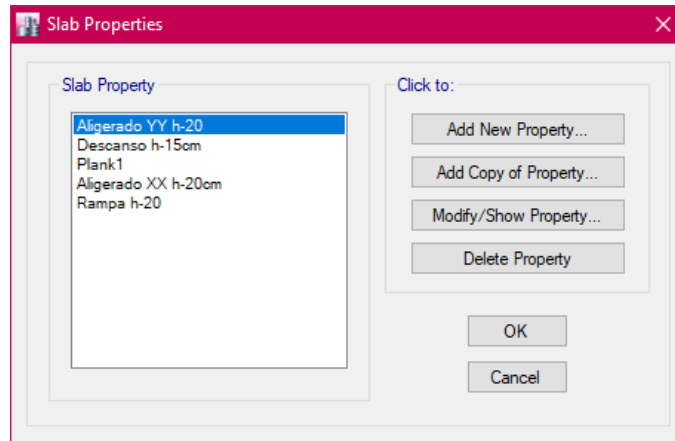 Slab Properties
Slab Property
Aligerado YY h-20
Descanso h-15cm
Plank1
Aligerado XX h-20cm
Rampa h-20
Click to:
Add New Property...
Add Copy of Property...
Modify/Show Property...
Delete Property
OK
Cancel